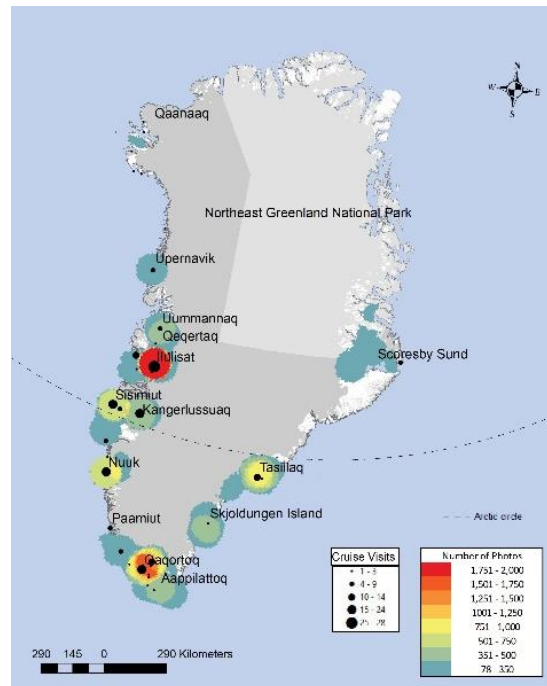 N
W E
S
Qaanaaq
Northeast Greenland National Park
Upernavik
Uummannaq
Qeqertaq
Ilulisat
Scoresby Sund
Sisimiut
Kangerlussuaq
Nuuk
Tasillaq
Skjoldungen Island
Paamiut
Arctic circle
Qaqortoq
Aappilattoq
Cruise Visits
1 - 3
4 - 9
10 - 14
15 - 24
25 - 28
Number of Photos
1,751 - 2,000
1,501 - 1,750
1,251 - 1,500
1001 - 1,250
751 - 1,000
501 - 750
351 - 500
78 - 350
290 145 0 290 Kilometers